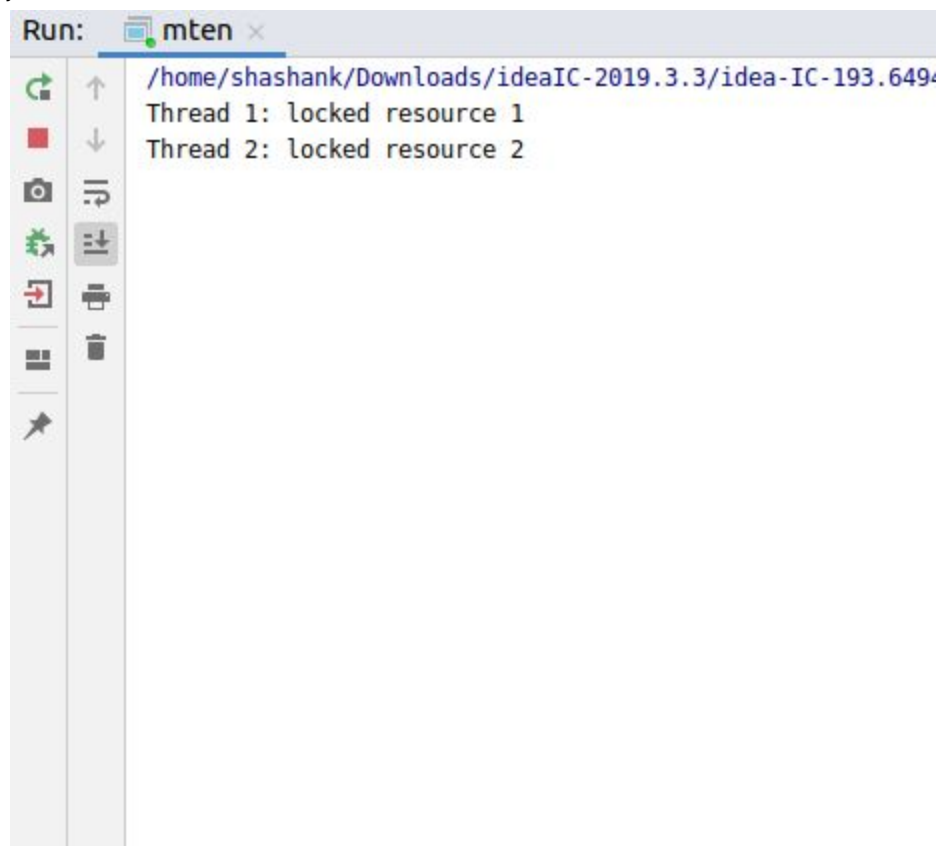 Run: mten
/home/shashank/Downloads/ideaIC-2019.3.3/idea-IC-193.6494
Thread 1: locked resource 1
Thread 2: locked resource 2